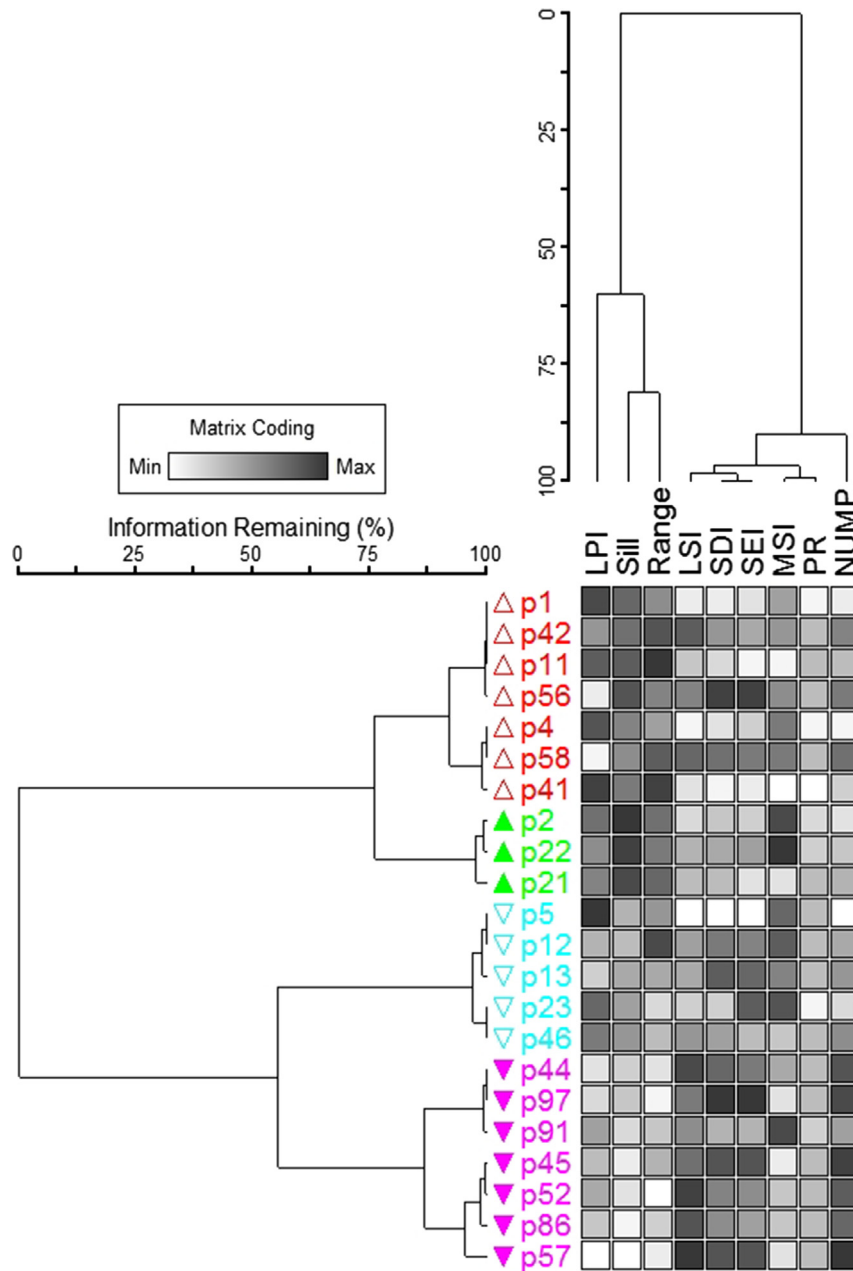 0
25
50
75
100
Matrix Coding
Min Max
Information Remaining (%)
0 25 50 75 100
LPI Sill Range LSI SDI SEI MSI PR NUMP
p1
p42
p11
p56
p4
p58
p41
p2
p22
p21
p5
p12
p13
p23
p46
p44
p97
p91
p45
p52
p86
p57